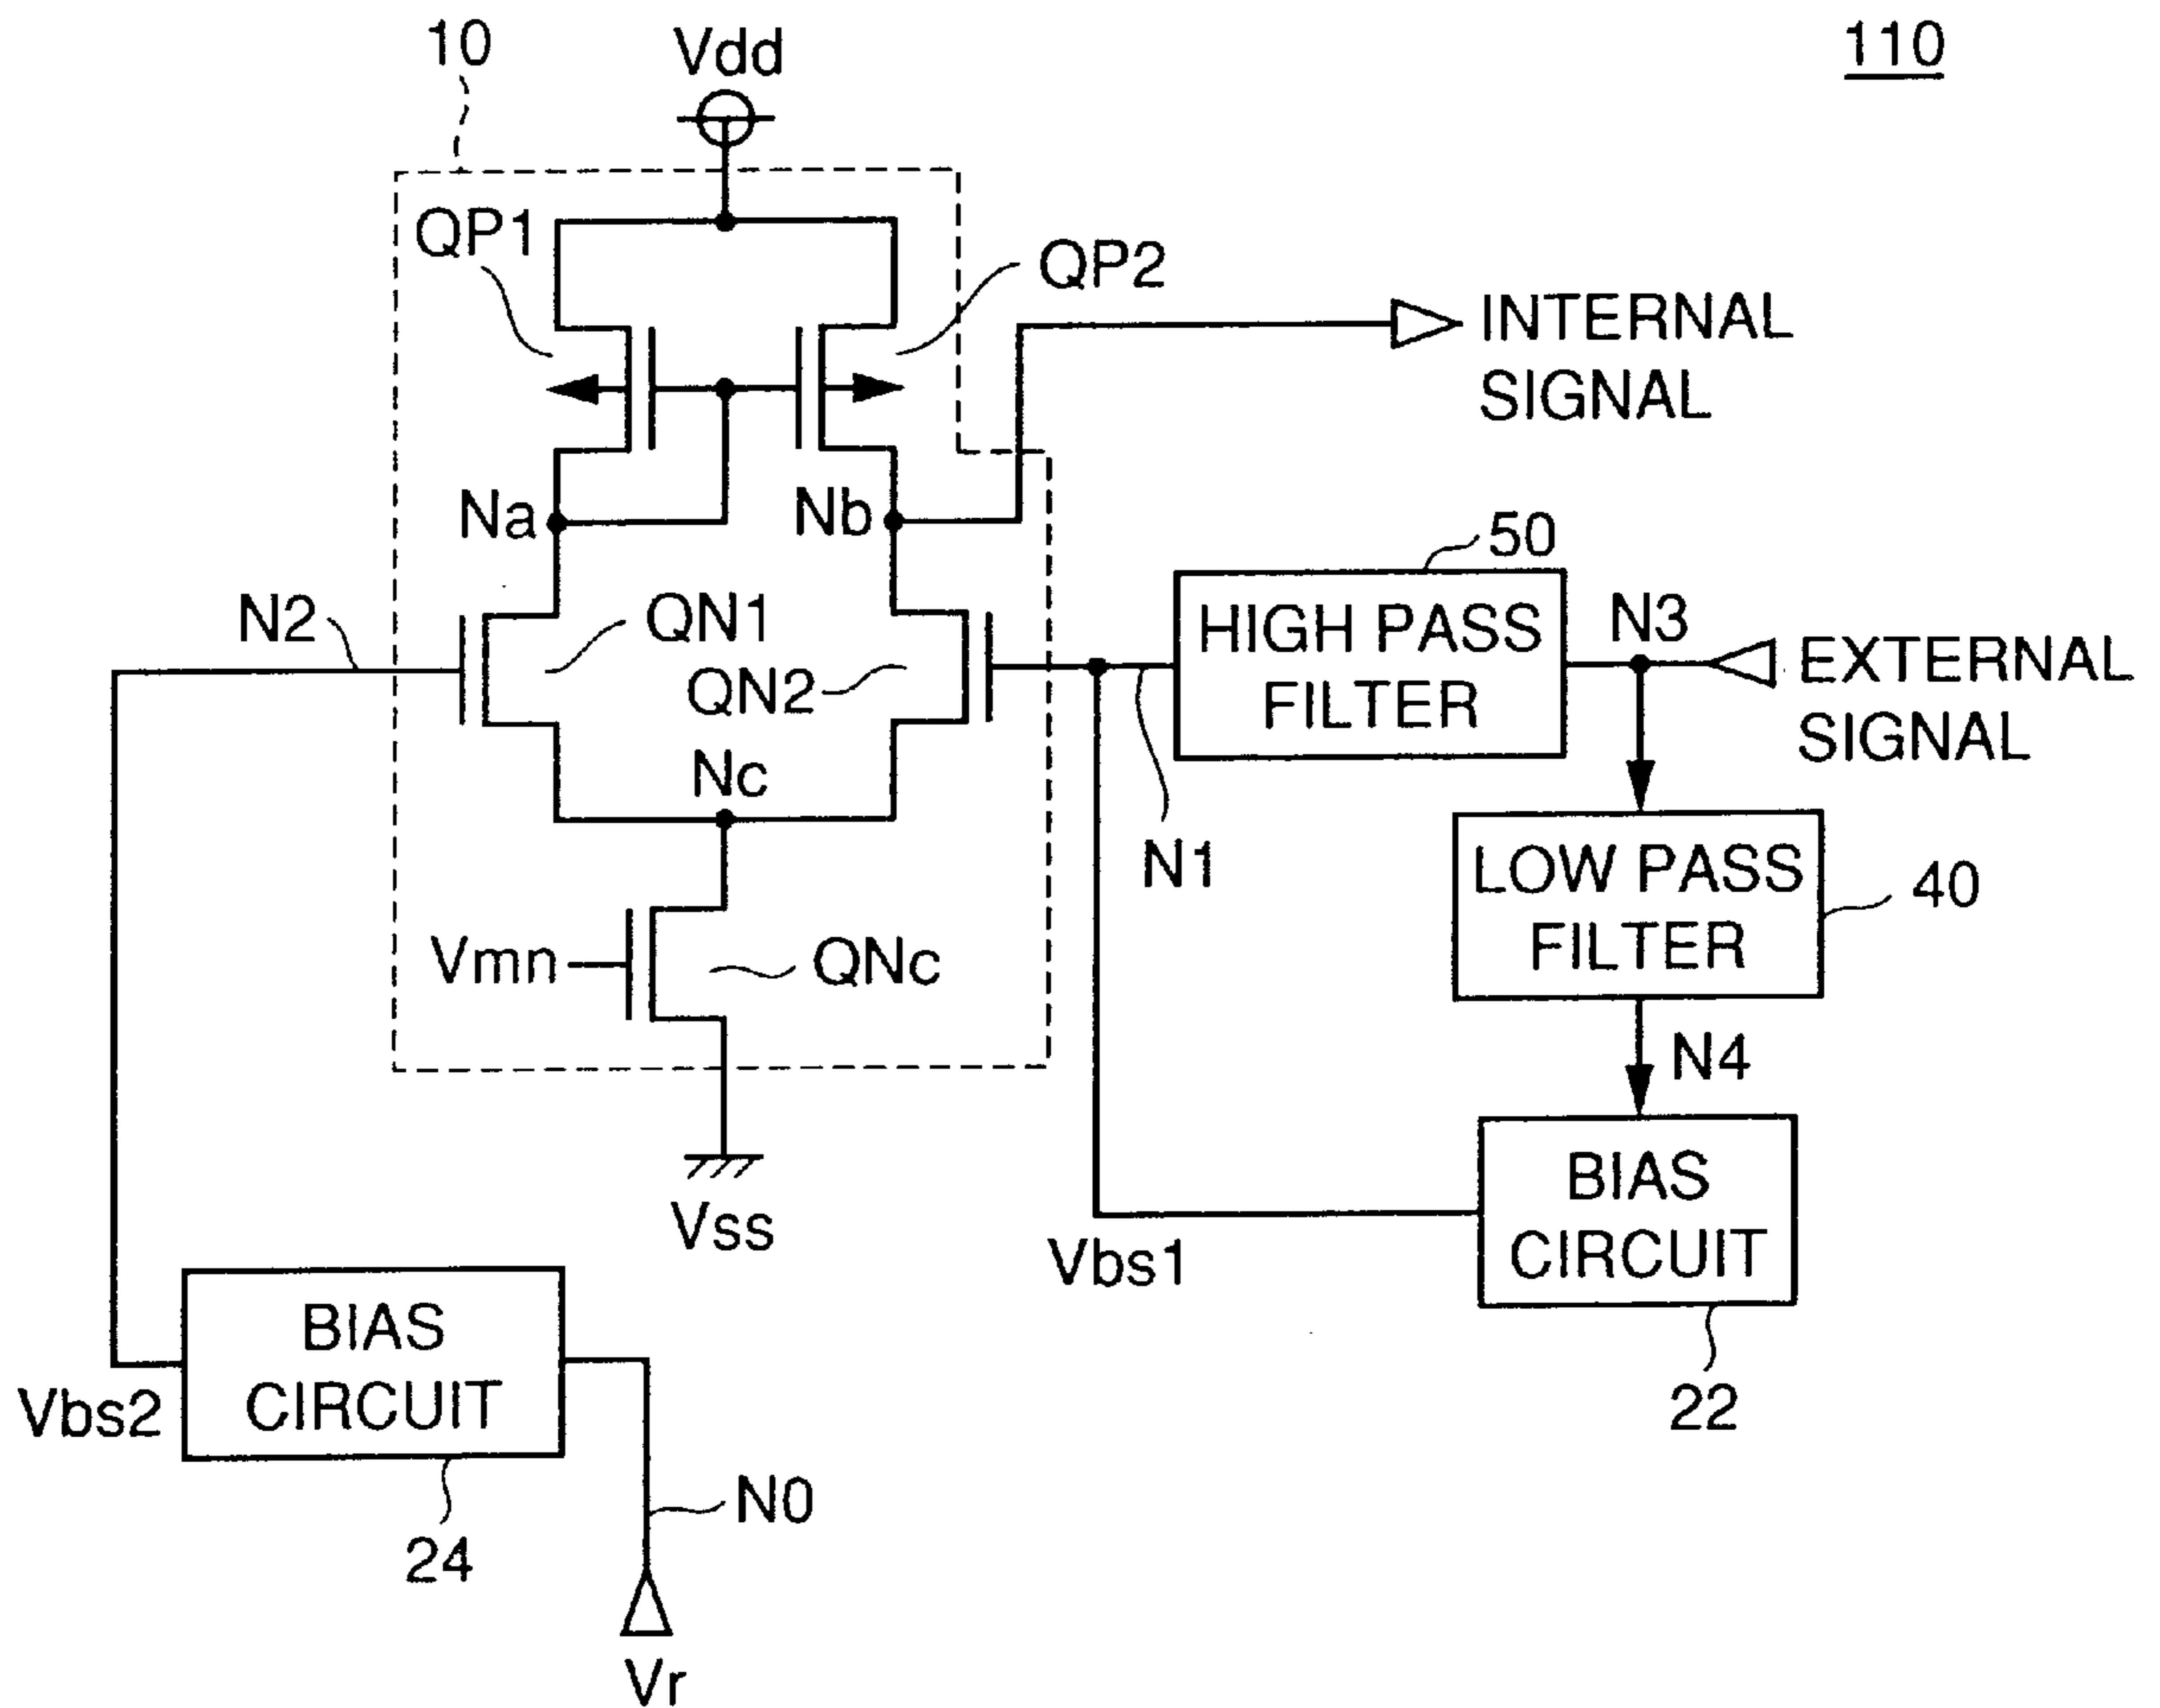 10
Vdd
110
QP1
QP2
INTERNAL
SIGNAL
Na
Nb
50
N2
QN1
HIGH PASS
FILTER
N3
EXTERNAL
SIGNAL
QN2
Nc
N1
LOW PASS
FILTER
40
Vmn
QNc
N4
BIAS
CIRCUIT
Vss
Vbs1
22
BIAS
CIRCUIT
Vbs2
N0
24
Vr